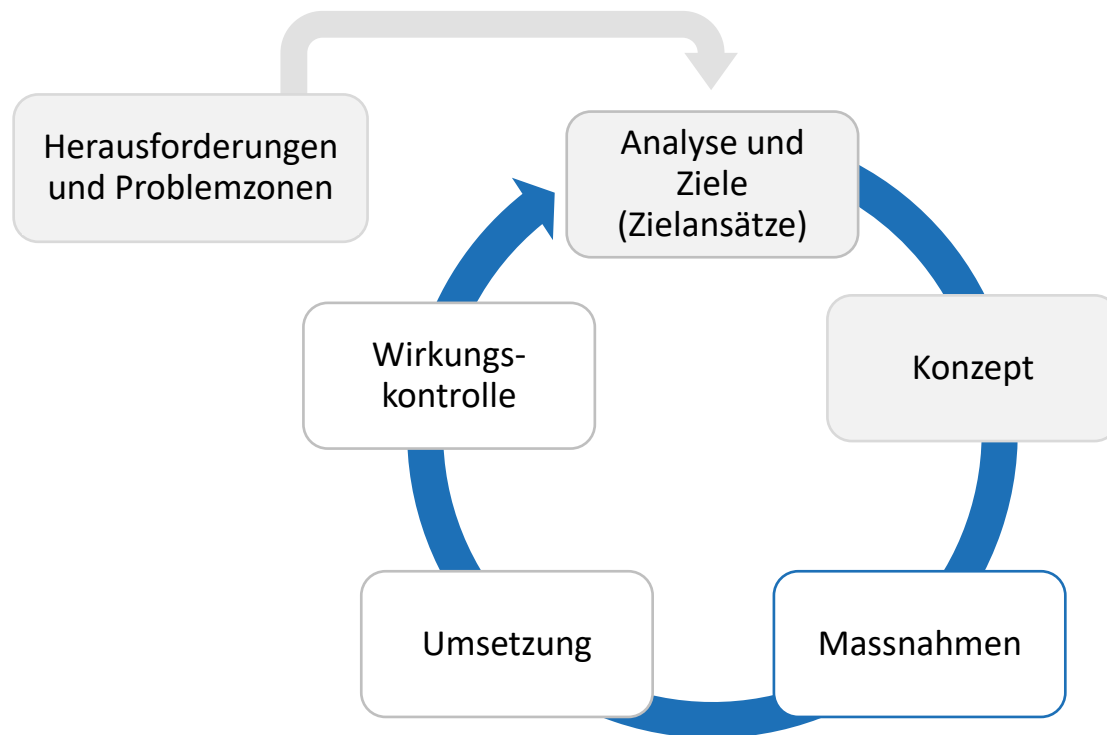 Herausforderungen
und Problemzonen
Analyse und
Ziele
(Zielansätze)
Konzept
Massnahmen
Umsetzung
Wirkungs-
kontrolle